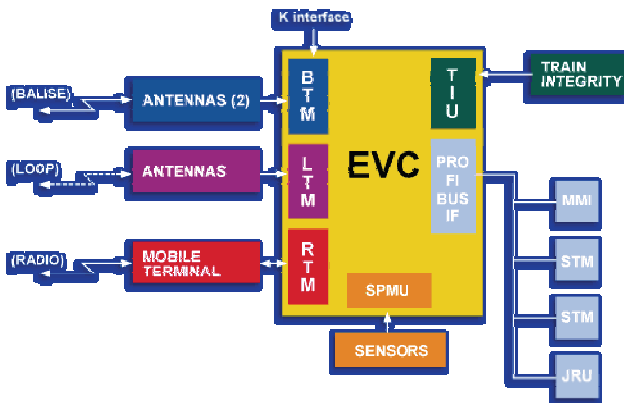 K interface
(BALISE)
ANTENNAS (2)
B
T
M
T
I
U
TRAIN
INTEGRITY
(LOOP)
ANTENNAS
L
T
M
EVC
PRO
FI
BUS
IF
MMI
STM
(RADIO)
MOBILE
TERMINAL
R
T
M
SPMU
STM
SENSORS
JRU